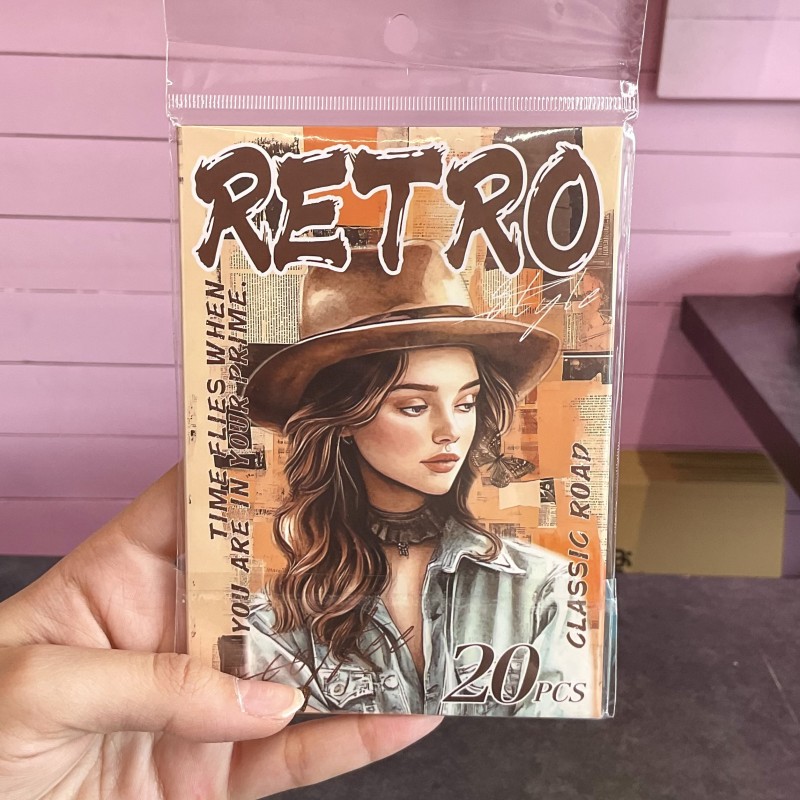 RETRO
Style
TIME FLIES WHEN
YOU ARE IN YOUR PRIME.
CLASSIC ROAD
20PCS